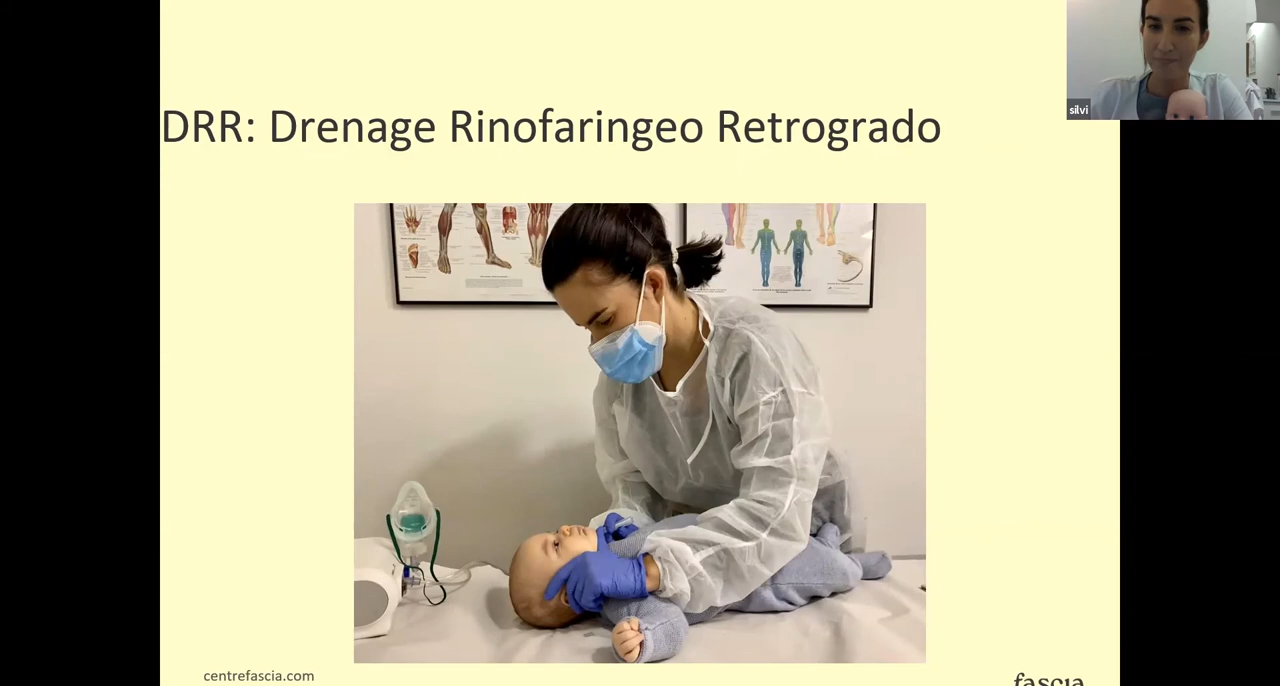 silvi
DRR: Drenage Rinofaringeo Retrogrado
centrefascia.com
fascia